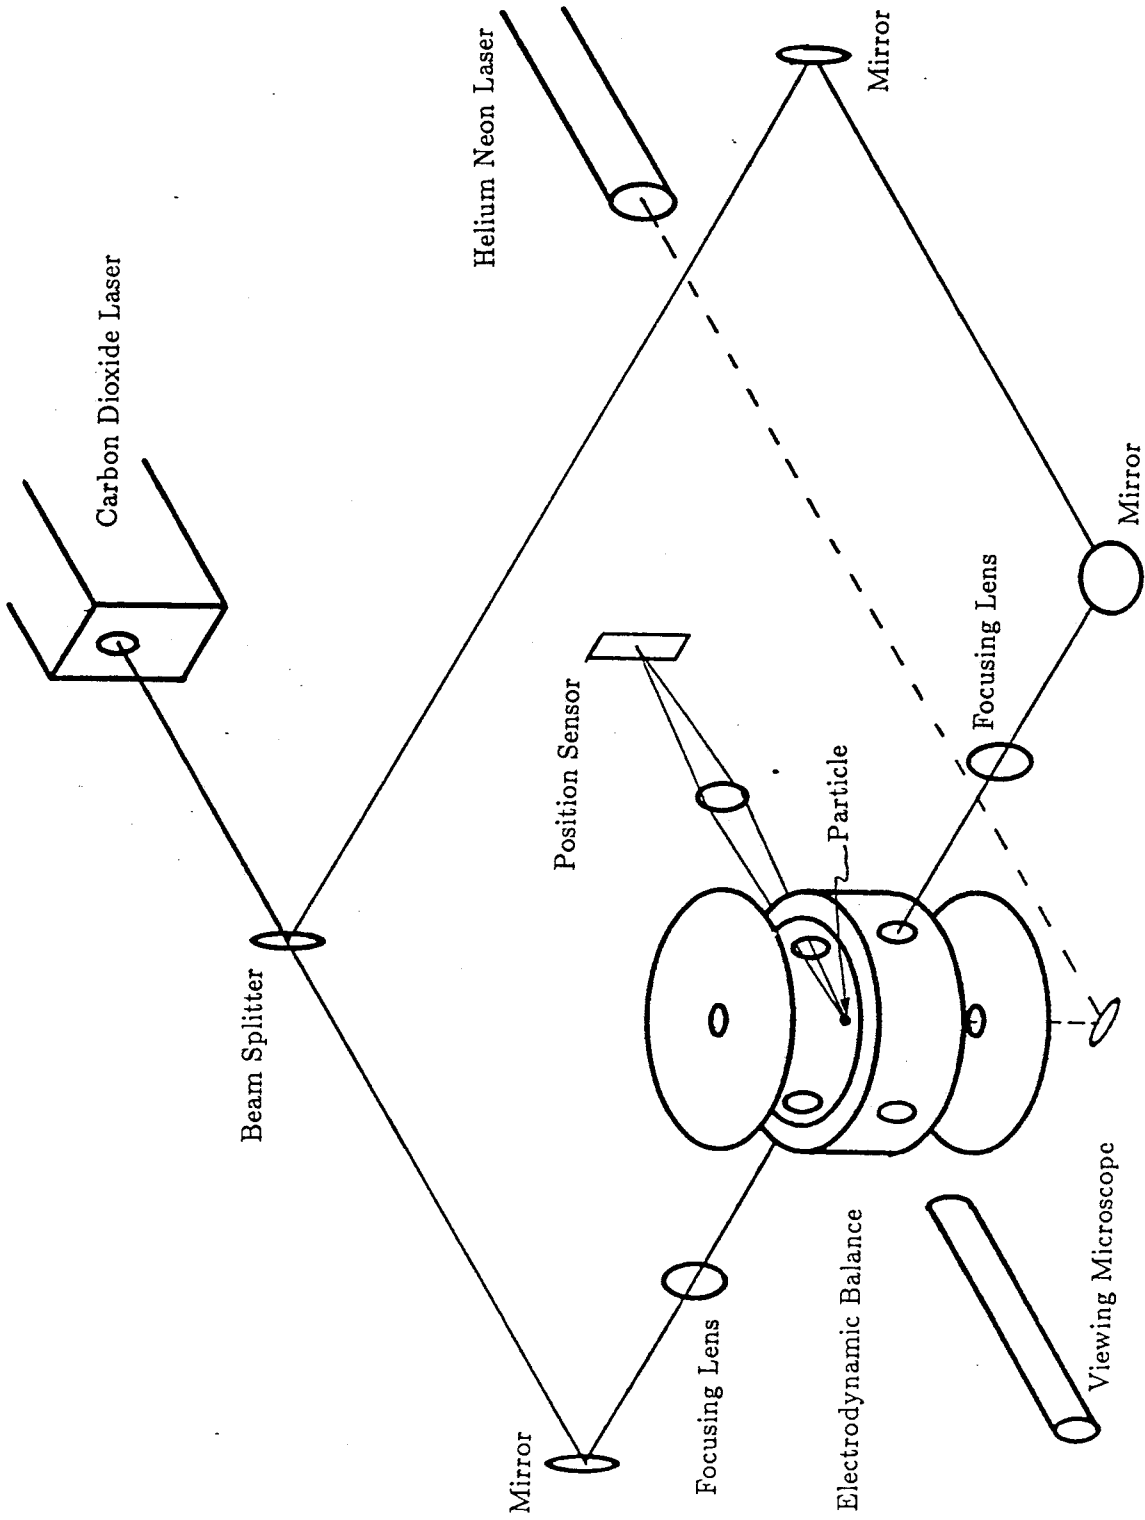 Carbon Dioxide Laser
Helium Neon Laser
Beam Splitter
Mirror
Position Sensor
Mirror
Focusing Lens
Particle
Focusing Lens
Mirror
Electrodynamic Balance
Viewing Microscope